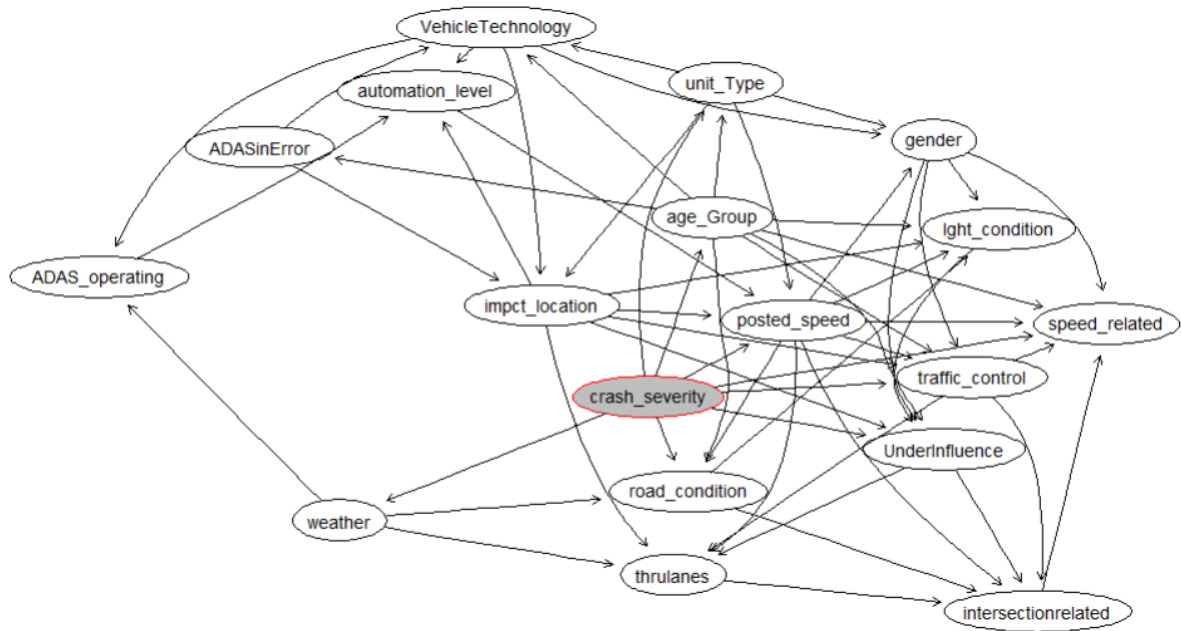 VehicleTechnology
unit_Type
automation_level
gender
ADASinError
age_Group
lght_condition
ADAS_operating
impct_location
posted_speed
speed_related
traffic_control
crash_severity
UnderInfluence
road_condition
weather
thrulanes
intersectionrelated